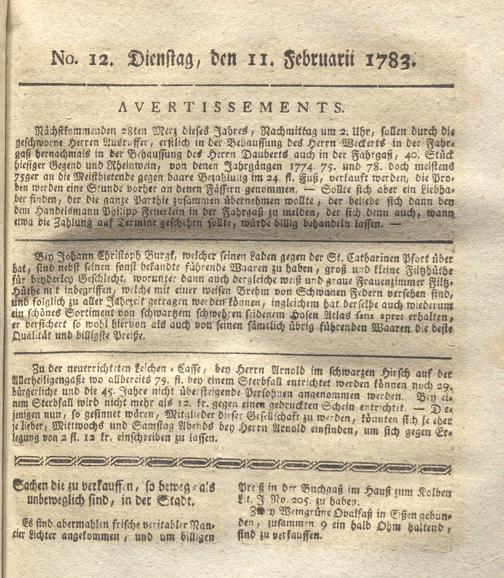 No. 12. Dienstag, den 11. Februarii 1783.
AVERTISSEMENTS.
Nächstkommenden 28ten Merz dieses Jahrs, Nachmittag um 2. Uhr, sollen durch die
geschworne Herren Ausruffer, erstlich in der Behaussung des Herrn Weckerts in der Fahr-
gaß hernachmals in der Behaussung des Herrn Dauberts auch in der Fahrgaß, 40. Stück
hiesiger Gegend und Rheinwein, von denen Jahrgängen 1774 75. und 78. doch meistens
75ger an die Meistbietende gegen baare Bezahlung im 24. fl. Fuß, verkauft werden, die Pro-
ben werden eine Stunde vorher an denen Fässern genommen. — Sollte sich aber ein Liebha-
ber finden, der die ganze Parthie zusammen übernehmen wollte, der beliebe sich dann bey
dem Handelsmann Philipp Feuerlein in der Fahrgaß zu melden, der sich denn auch, wann
etwa die Zahlung auf Termine geschehen sollte, würde billig behandeln lassen. —
Bey Johann Christoph Burgk, welcher seinen Laden gegen der St. Catharinen Pfort über
hat, sind nebst seinen sonst bekandte führende Waaren zu haben, groß und kleine Filzhüthe
für beyderley Geschlecht, worunter dann auch dergleiche weiß und graue Frauenzimmer Filz-
Hüthe mit inbegriffen, welche mit einer weisen Brehm von Schwanen Federn versehen sind,
und folglich zu aller Jahrzeit getragen werden können, ingleichem hat derselbe auch wiederum
ein schönes Sortiment von schwartzem schwehren seidenem Hosen Atlas sans apret erhalten,
er versichert so wohl hiervon als auch von seinen sämtlich übrig führenden Waaren die beste
Qualität und billigste Preiße.
Zu der neuerrichteten Leichen-Casse, bey Herrn Arnold im schwarzen Hirsch auf der
Allerheiligengaße wo allbereits 75. fl. bey einem Sterbfall entrichtet werden können noch 29.
bürgerliche und die 45. Jahre nicht übersteigende Persohnen angenommen werden. Bey ei-
nem Sterbfall wird nicht mehr als 12. kr. gegen einen gedruckten Schein entrichtet. — Die-
jenigen nun, so gesinnet wären, Mitglieder dieser Gesellschaft zu werden, könnten sich je eher
je lieber, Mittwochs und Samstag Abends bey Herrn Arnold einfinden, um sich gegen Er-
legung von 2 fl. 12 kr. einschreiben zu lassen.
Sachen die zu verkauffen, so beweg- als
unbeweglich sind, in der Stadt.
Es sind abermahlen frische veritabler Nan-
cier Lichter angekommen, und um billigen
Preiß in der Buchgaß im Hauß zum Kolben
Lit. J No. 205. zu haben.
Zwey Weingrüne Ovalfaß in Eißen gebun-
den, zusammen 9 ein halb Ohm haltend,
sind zu verkauffen.